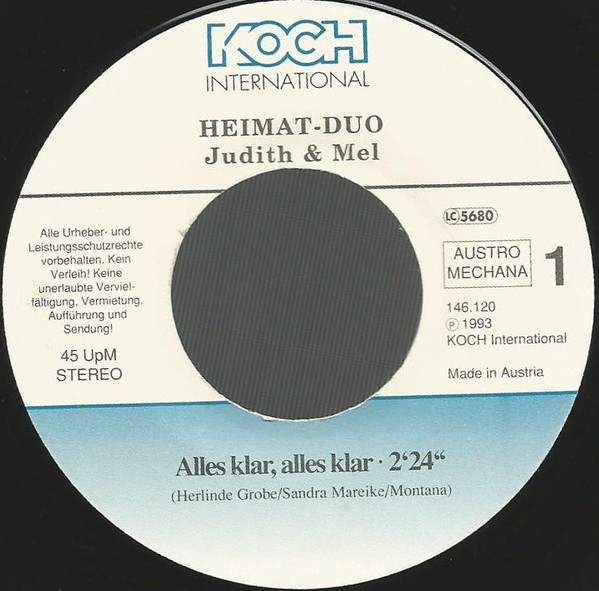 KOCH
INTERNATIONAL
HEIMAT-DUO
Judith & Mel
Alle Urheber- und
Leistungsschutzrechte
vorbehalten. Kein
Verleih! Keine
unerlaubte Verviel-
fältigung, Vermietung,
Aufführung und
Sendung!
45 UpM
STEREO
LC 5680
AUSTRO
MECHANA
1
146.120
℗ 1993
KOCH International
Made in Austria
Alles klar, alles klar · 2‘24“
(Herlinde Grobe/Sandra Mareike/Montana)